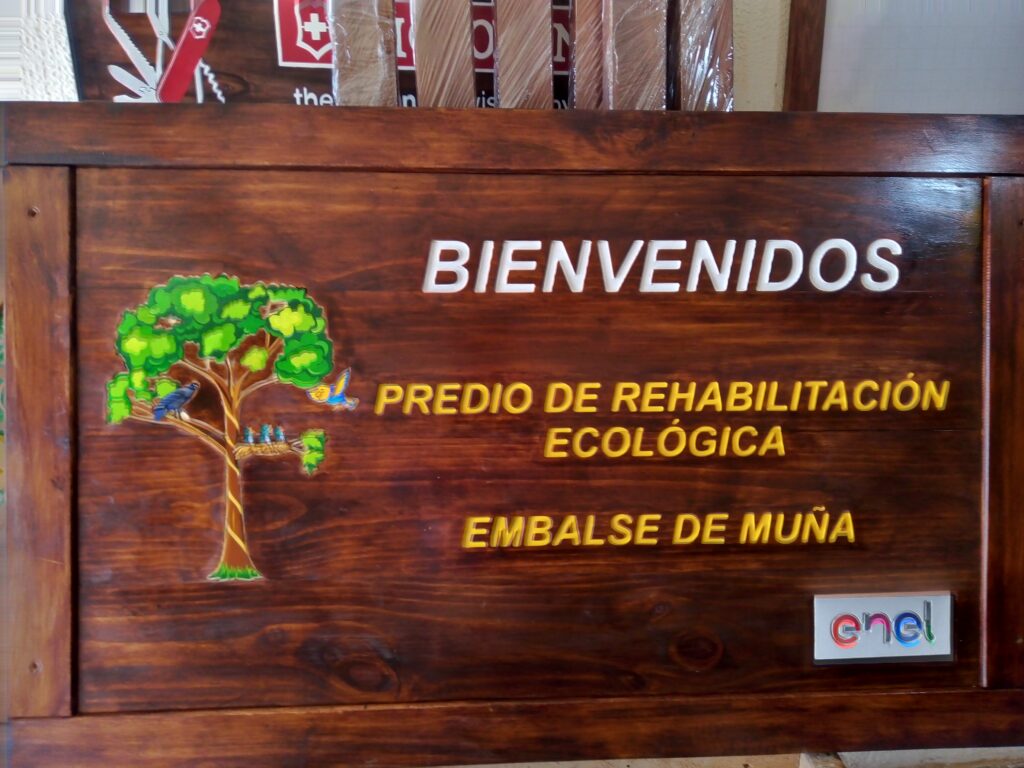 BIENVENIDOS
PREDIO DE REHABILITACIÓN
ECOLÓGICA
EMBALSE DE MUÑA
enel